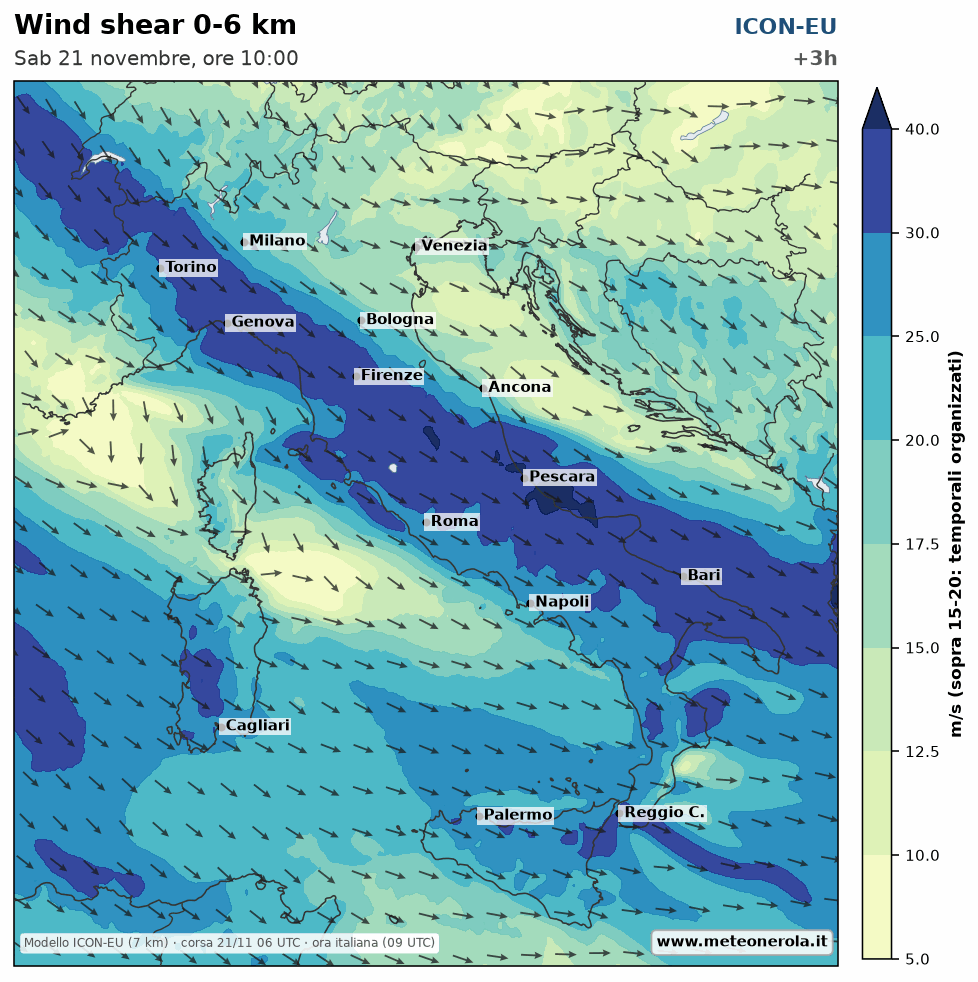 Wind shear 0-6 km
ICON-EU
Sab 21 novembre, ore 10:00
+3h
40.0
30.0
25.0
20.0
17.5
15.0
12.5
10.0
5.0
m/s (sopra 15-20: temporali organizzati)
Milano
Venezia
Torino
Genova
Bologna
Firenze
Ancona
Pescara
Roma
Bari
Napoli
Cagliari
Palermo
Reggio C.
Modello ICON-EU (7 km) · corsa 21/11 06 UTC · ora italiana (09 UTC)
www.meteonerola.it